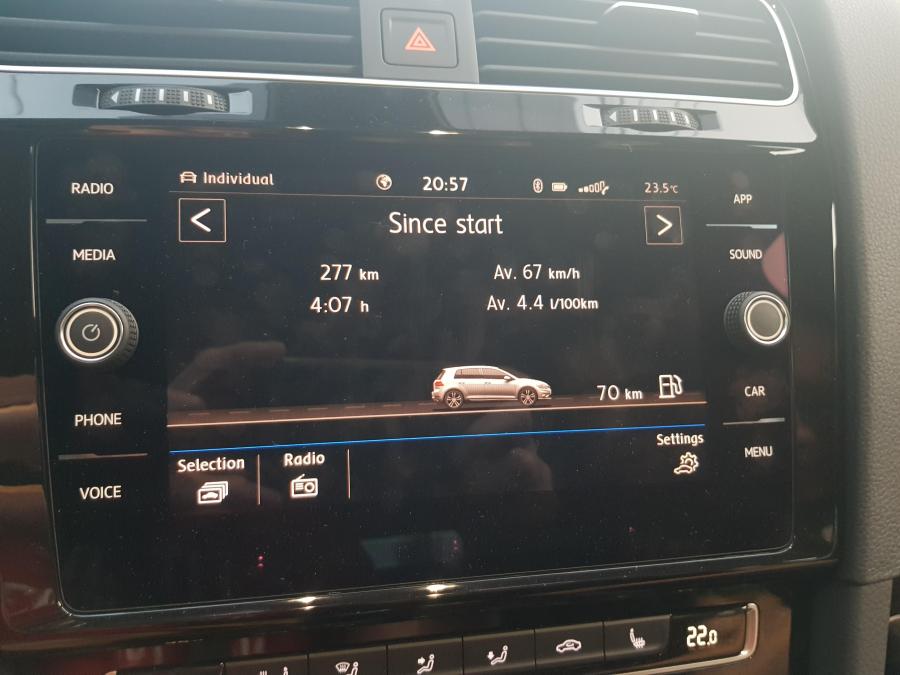 Individual 20:57 23.5°C
Since start
277 km Av. 67 km/h
4:07 h Av. 4.4 l/100km
70 km
Selection Radio Settings
RADIO
MEDIA
PHONE
VOICE
APP
SOUND
CAR
MENU
22.0